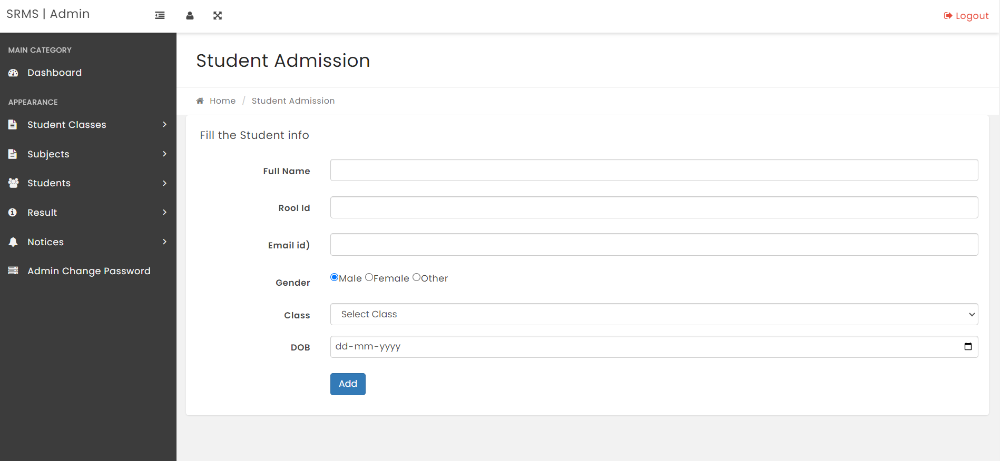 SRMS | Admin
Logout
MAIN CATEGORY
Dashboard
APPEARANCE
Student Classes
Subjects
Students
Result
Notices
Admin Change Password
Student Admission
Home / Student Admission
Fill the Student info
Full Name
Rool Id
Email id)
Gender
Male Female Other
Class
Select Class
DOB
dd-mm-yyyy
Add